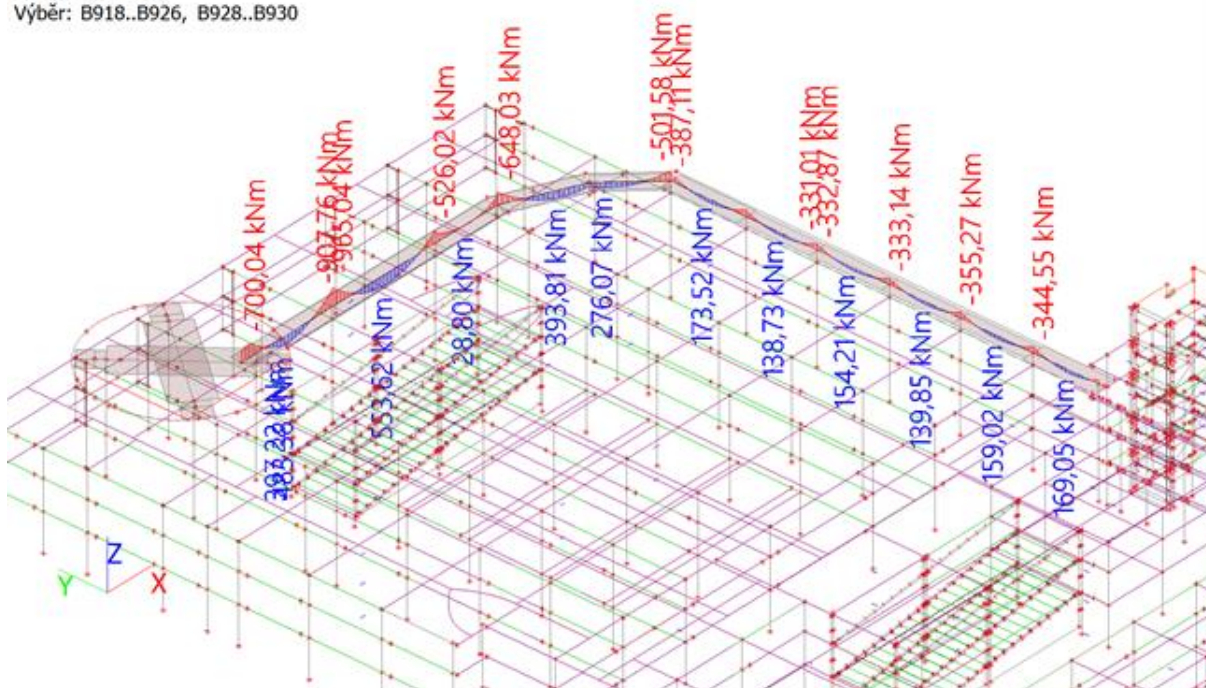 Výběr: B918..B926, B928..B930
-700,04 kNm
-907,76 kNm
-965,04 kNm
-526,02 kNm
-648,03 kNm
-501,58 kNm
-387,11 kNm
-331,01 kNm
-332,87 kNm
-333,14 kNm
-355,27 kNm
-344,55 kNm
553,62 kNm
28,80 kNm
393,81 kNm
276,07 kNm
173,52 kNm
138,73 kNm
154,21 kNm
139,85 kNm
159,02 kNm
169,05 kNm
Z
Y
X